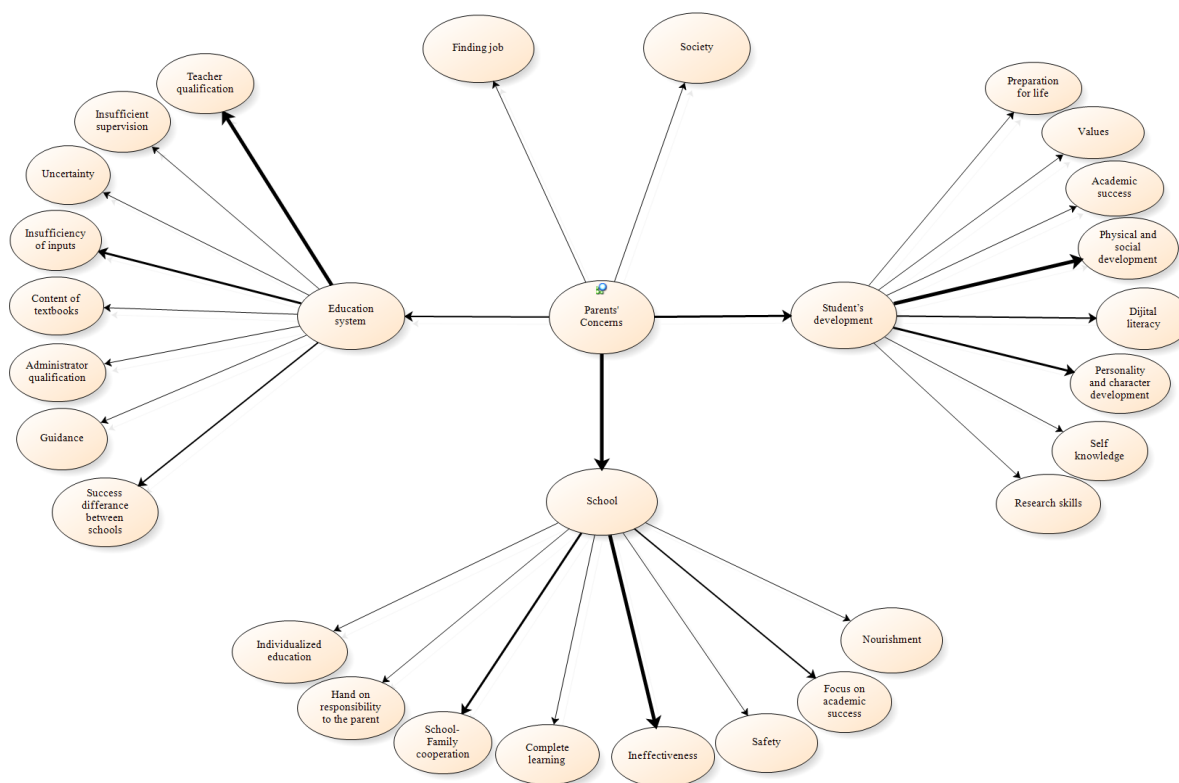 Finding job
Society
Teacher
qualification
Insufficient
supervision
Uncertainty
Insufficiency
of inputs
Content of
textbooks
Administrator
qualification
Guidance
Success
differance
between
schools
Education
system
Parents'
Concerns
Student's
development
Preparation
for life
Values
Academic
success
Physical and
social
development
Dijital
literacy
Personality
and character
development
Self
knowledge
Research skills
School
Individualized
education
Hand on
responsibility
to the parent
School-
Family
cooperation
Complete
learning
Ineffectiveness
Safety
Focus on
academic
success
Nourishment